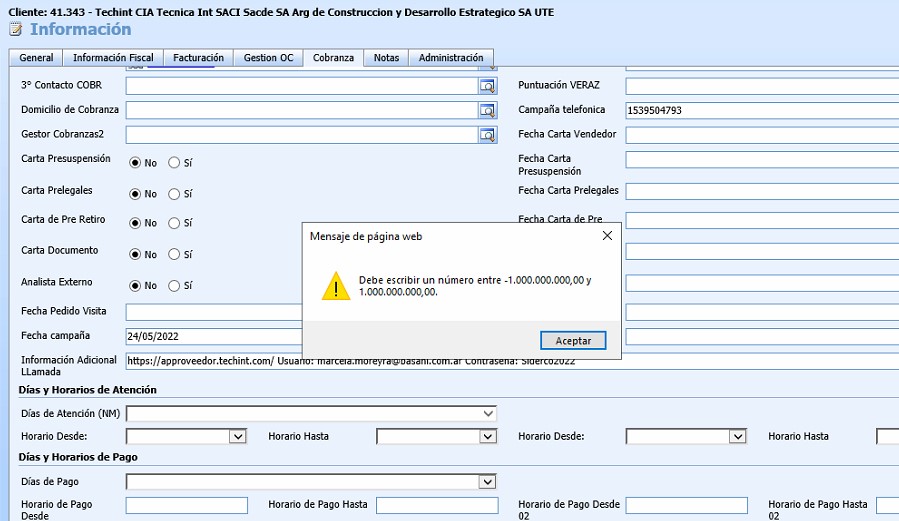 Cliente: 41.343 - Techint CIA Tecnica Int SACI Sacde SA Arg de Construccion y Desarrollo Estrategico SA UTE
Información
General Información Fiscal Facturación Gestion OC Cobranza Notas Administración
3º Contacto COBR Puntuación VERAZ
Domicilio de Cobranza Campaña telefonica 1539504793
Gestor Cobranzas2 Fecha Carta Vendedor
Carta Presuspensión No Sí Fecha Carta
Presuspensión
Carta Prelegales No Sí Fecha Carta Prelegales
Carta de Pre Retiro No Sí Fecha Carta de Pre
Mensaje de página web
Carta Documento No Sí
Debe escribir un número entre -1.000.000.000,00 y
1.000.000.000,00.
Analista Externo No Sí
Fecha Pedido Visita
Fecha campaña 24/05/2022
Aceptar
Información Adicional
LLamada
https://approveedor.techint.com/ Usuario: marcela.moreyra@basani.com.ar Contraseña: Siderco2022
Días y Horarios de Atención
Días de Atención (NM)
Horario Desde: Horario Hasta Horario Desde: Horario Hasta
Días y Horarios de Pago
Días de Pago
Horario de Pago
Desde
Horario de Pago Hasta
Horario de Pago Desde
02
Horario de Pago Hasta
02